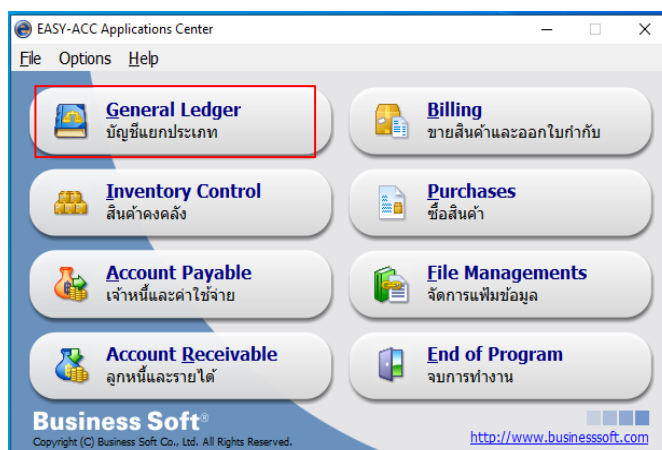 EASY-ACC Applications Center
File Options Help
General Ledger
บัญชีแยกประเภท
Billing
ขายสินค้าและออกใบกำกับ
Inventory Control
สินค้าคงคลัง
Purchases
ซื้อสินค้า
Account Payable
เจ้าหนี้และค่าใช้จ่าย
File Managements
จัดการแฟ้มข้อมูล
Account Receivable
ลูกหนี้และรายได้
End of Program
จบการทำงาน
Business Soft®
Copyright (C) Business Soft Co., Ltd. All Rights Reserved.
http://www.businesssoft.com